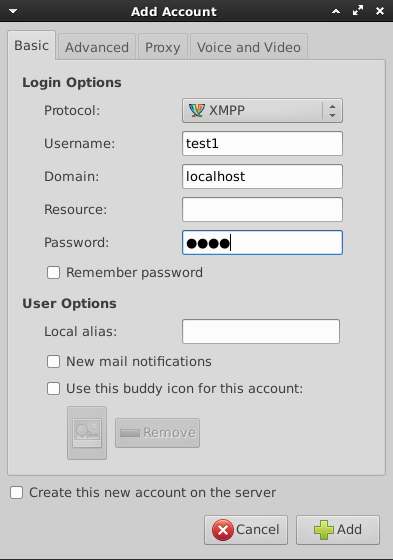 Add Account
Basic Advanced Proxy Voice and Video
Login Options
Protocol: XMPP
Username: test1
Domain: localhost
Resource:
Password: ●●●●
Remember password
User Options
Local alias:
New mail notifications
Use this buddy icon for this account:
Remove
Create this new account on the server
Cancel Add